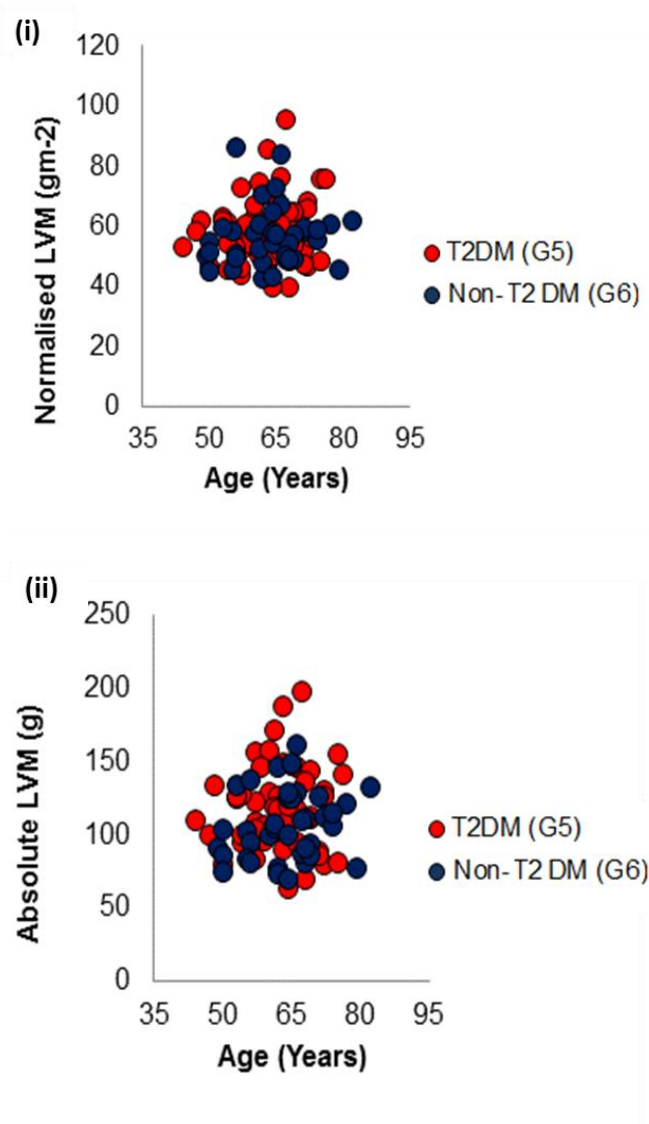 (i)
120
100
80
60
40
20
0
Normalised LVM (gm-2)
35 50 65 80 95
Age (Years)
T2DM (G5)
Non-T2 DM (G6)
(ii)
250
200
150
100
50
0
Absolute LVM (g)
35 50 65 80 95
Age (Years)
T2DM (G5)
Non-T2 DM (G6)